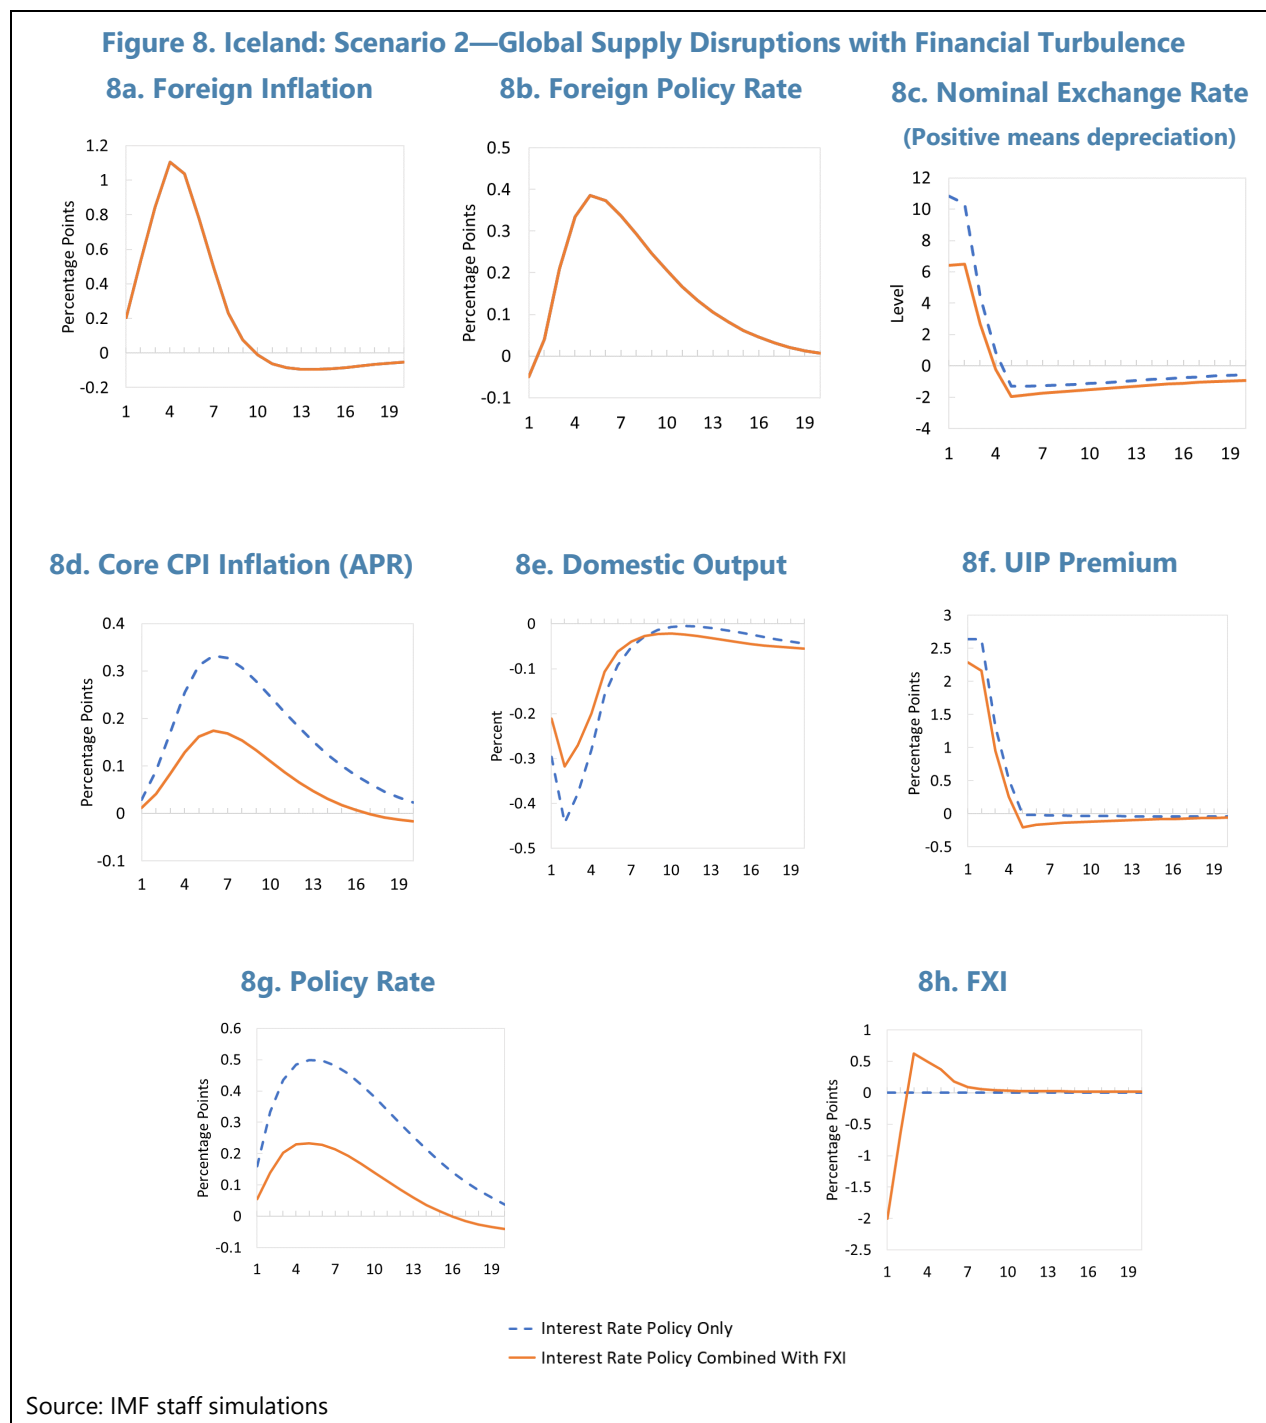 Figure 8. Iceland: Scenario 2—Global Supply Disruptions with Financial Turbulence
8a. Foreign Inflation
Percentage Points
1.2
1
0.8
0.6
0.4
0.2
0
-0.2
1 4 7 10 13 16 19
8b. Foreign Policy Rate
Percentage Points
0.5
0.4
0.3
0.2
0.1
0
-0.1
1 4 7 10 13 16 19
8c. Nominal Exchange Rate
(Positive means depreciation)
Level
12
10
8
6
4
2
0
-2
-4
1 4 7 10 13 16 19
8d. Core CPI Inflation (APR)
Percentage Points
0.4
0.3
0.2
0.1
0
-0.1
1 4 7 10 13 16 19
8e. Domestic Output
Percent
0
-0.1
-0.2
-0.3
-0.4
-0.5
1 4 7 10 13 16 19
8f. UIP Premium
Percentage Points
3
2.5
2
1.5
1
0.5
0
-0.5
1 4 7 10 13 16 19
8g. Policy Rate
Percentage Points
0.6
0.5
0.4
0.3
0.2
0.1
0
-0.1
1 4 7 10 13 16 19
8h. FXI
Percentage Points
1
0.5
0
-0.5
-1
-1.5
-2
-2.5
1 4 7 10 13 16 19
Interest Rate Policy Only
Interest Rate Policy Combined With FXI
Source: IMF staff simulations